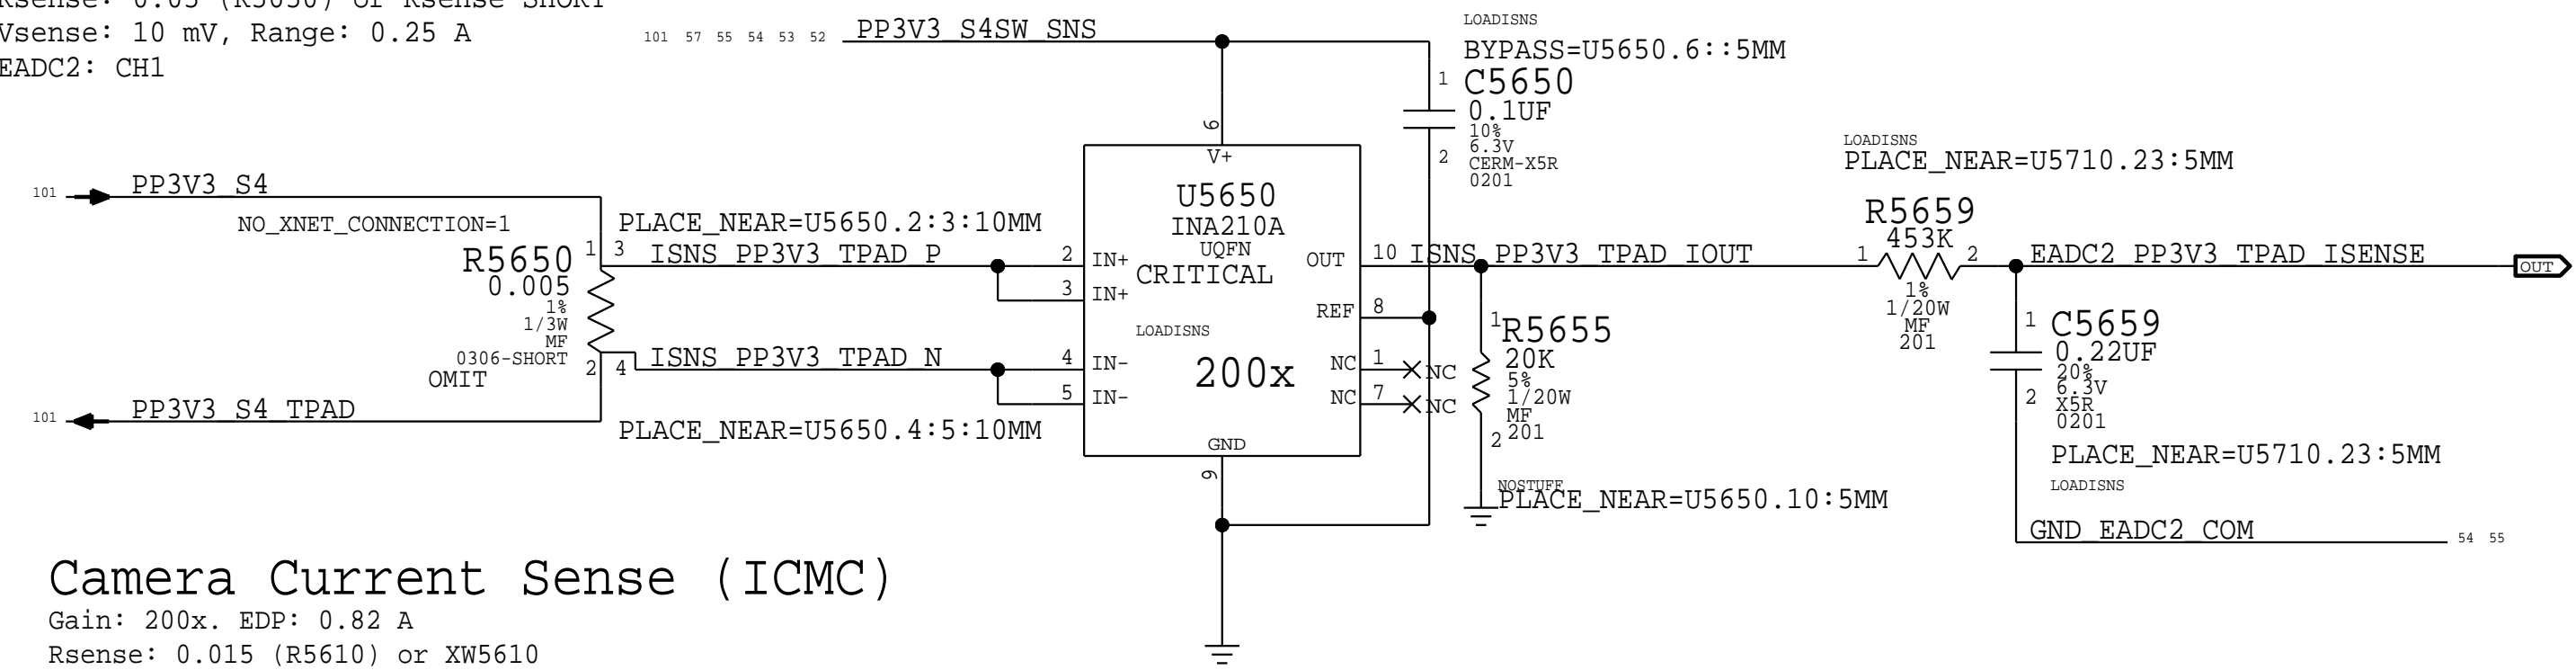 Rsense: 0.05 (R5650) or Rsense SHORT
Vsense: 10 mV, Range: 0.25 A
EADC2: CH1
101 57 55 54 53 52 PP3V3_S4SW_SNS
LOADISNS
BYPASS=U5650.6::5MM
1 C5650
0.1UF
10%
6.3V
2 CERM-X5R
0201
6
V+
U5650
INA210A
UQFN
CRITICAL
LOADISNS
200x
101 PP3V3_S4
NO_XNET_CONNECTION=1
PLACE_NEAR=U5650.2:3:10MM
R5650 1 3 ISNS_PP3V3_TPAD_P 2 IN+
0.005
3 IN+
1%
1/3W
MF
0306-SHORT
OMIT
2 4 ISNS_PP3V3_TPAD_N 4 IN-
5 IN-
101 PP3V3_S4_TPAD
PLACE_NEAR=U5650.4:5:10MM
GND
9
OUT 10 ISNS_PP3V3_TPAD_IOUT
REF 8
NC 1 NC
NC 7 NC
1 R5655
20K
5%
1/20W
MF
2 201
NOSTUFF
PLACE_NEAR=U5650.10:5MM
LOADISNS
PLACE_NEAR=U5710.23:5MM
R5659
453K
1 2 EADC2_PP3V3_TPAD_ISENSE OUT
1%
1/20W
MF
201
1 C5659
0.22UF
20%
6.3V
2 X5R
0201
PLACE_NEAR=U5710.23:5MM
LOADISNS
GND_EADC2_COM 54 55
Camera Current Sense (ICMC)
Gain: 200x. EDP: 0.82 A
Rsense: 0.015 (R5610) or XW5610